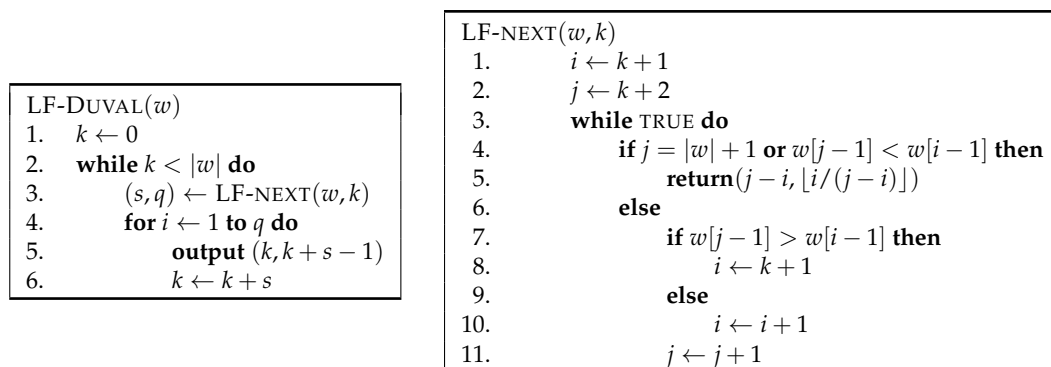 LF-DUVAL(w)
1. k ← 0
2. while k < |w| do
3. (s, q) ← LF-NEXT(w, k)
4. for i ← 1 to q do
5. output (k, k + s − 1)
6. k ← k + s
LF-NEXT(w, k)
1. i ← k + 1
2. j ← k + 2
3. while TRUE do
4. if j = |w| + 1 or w[j − 1] < w[i − 1] then
5. return(j − i, ⌊i/(j − i)⌋)
6. else
7. if w[j − 1] > w[i − 1] then
8. i ← k + 1
9. else
10. i ← i + 1
11. j ← j + 1